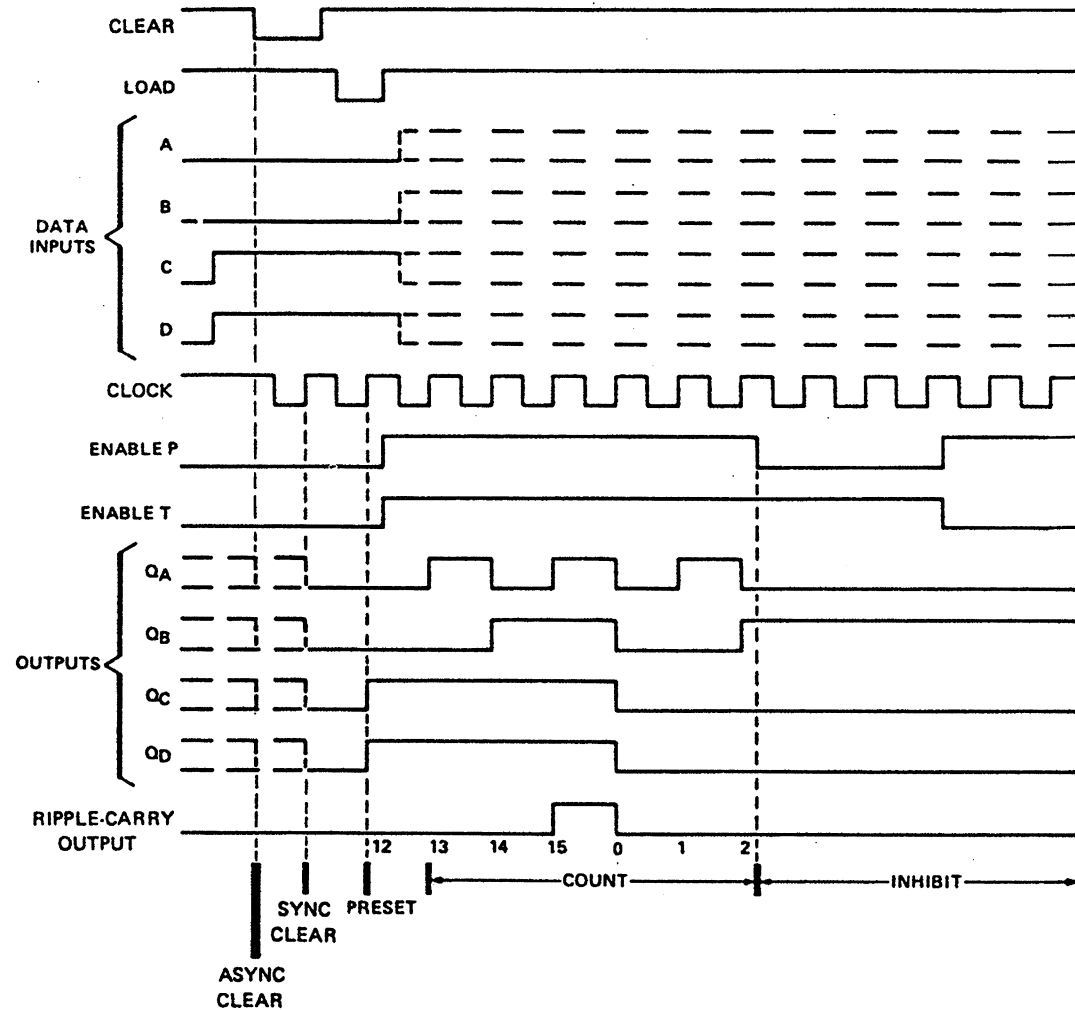 CLEAR
LOAD
A
B
DATA
INPUTS
C
D
CLOCK
ENABLE P
ENABLE T
QA
QB
OUTPUTS
QC
QD
RIPPLE-CARRY
OUTPUT
12 13 14 15 0 1 2
COUNT
INHIBIT
SYNC
CLEAR
PRESET
ASYNC
CLEAR